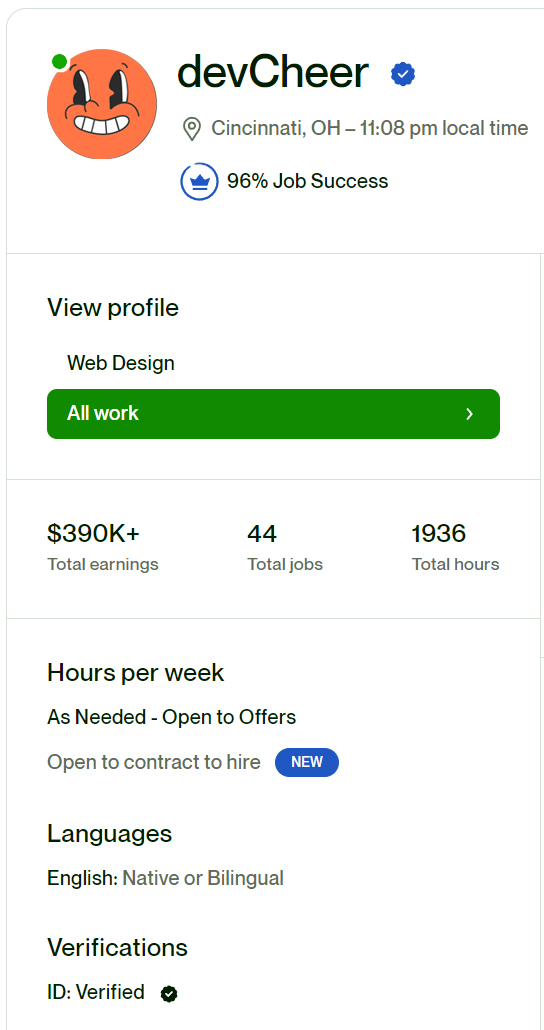 devCheer
Cincinnati, OH – 11:08 pm local time
96% Job Success
View profile
Web Design
All work
$390K+ 44 1936
Total earnings Total jobs Total hours
Hours per week
As Needed - Open to Offers
Open to contract to hire NEW
Languages
English: Native or Bilingual
Verifications
ID: Verified